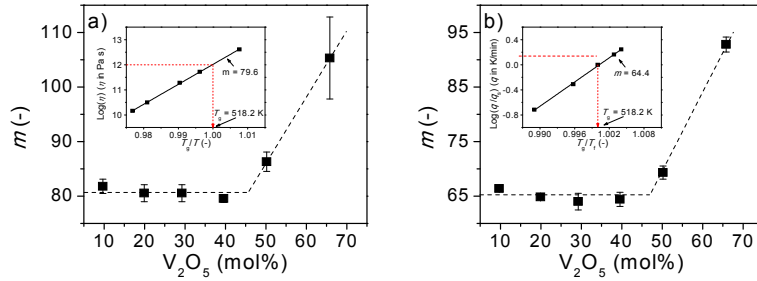 a)
m (-)
110
100
90
80
10 20 30 40 50 60 70
V₂O₅ (mol%)
Log(η) (η in Pa s)
13
12
11
10
0.98 0.99 1.00 1.01
T_g/T (-)
m = 79.6
T_g = 518.2 K
b)
m (-)
95
85
75
65
55
10 20 30 40 50 60 70
V₂O₅ (mol%)
Log(q/q_s) (q in K/min)
0.4
0.0
-0.4
-0.8
0.990 0.996 1.002 1.008
T_g/T_f (-)
m = 64.4
T_g = 518.2 K